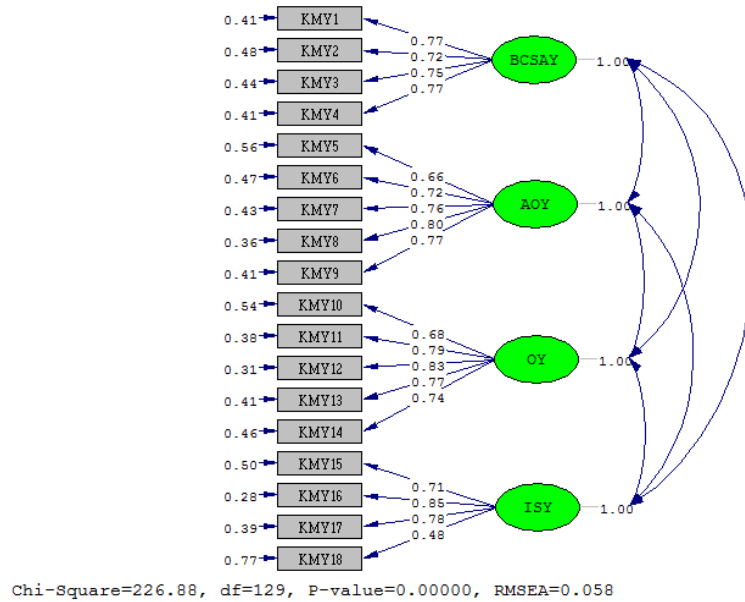 0.41 KMY1
0.77
0.48 KMY2
0.72
BCSAY 1.00
0.44 KMY3
0.75
0.41 KMY4
0.77
0.56 KMY5
0.66
0.47 KMY6
0.72
0.43 KMY7
0.76
AOY 1.00
0.36 KMY8
0.80
0.41 KMY9
0.77
0.54 KMY10
0.68
0.38 KMY11
0.79
0.31 KMY12
0.83
OY 1.00
0.41 KMY13
0.77
0.46 KMY14
0.74
0.50 KMY15
0.71
0.28 KMY16
0.85
ISY 1.00
0.39 KMY17
0.78
0.77 KMY18
0.48
Chi-Square=226.88, df=129, P-value=0.00000, RMSEA=0.058